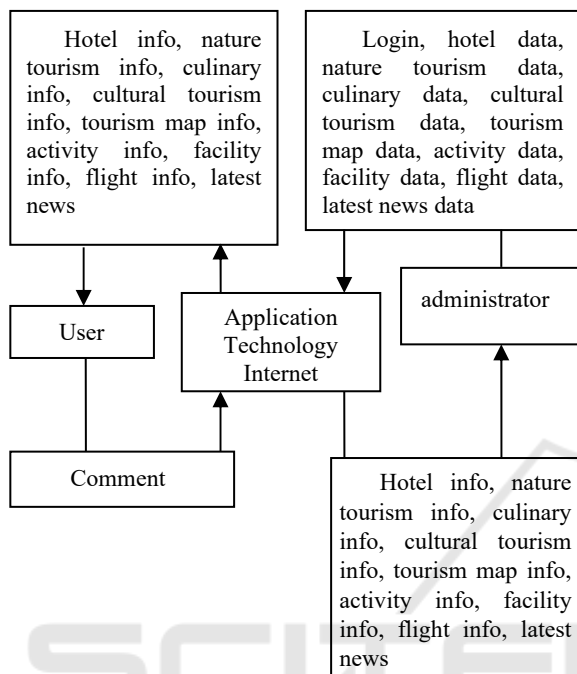 Hotel info, nature
tourism info, culinary
info, cultural tourism
info, tourism map info,
activity info, facility
info, flight info, latest
news
Login, hotel data,
nature tourism data,
culinary data, cultural
tourism data, tourism
map data, activity data,
facility data, flight data,
latest news data
User
Application
Technology
Internet
administrator
Comment
Hotel info, nature
tourism info, culinary
info, cultural tourism
info, tourism map info,
activity info, facility
info, flight info, latest
news